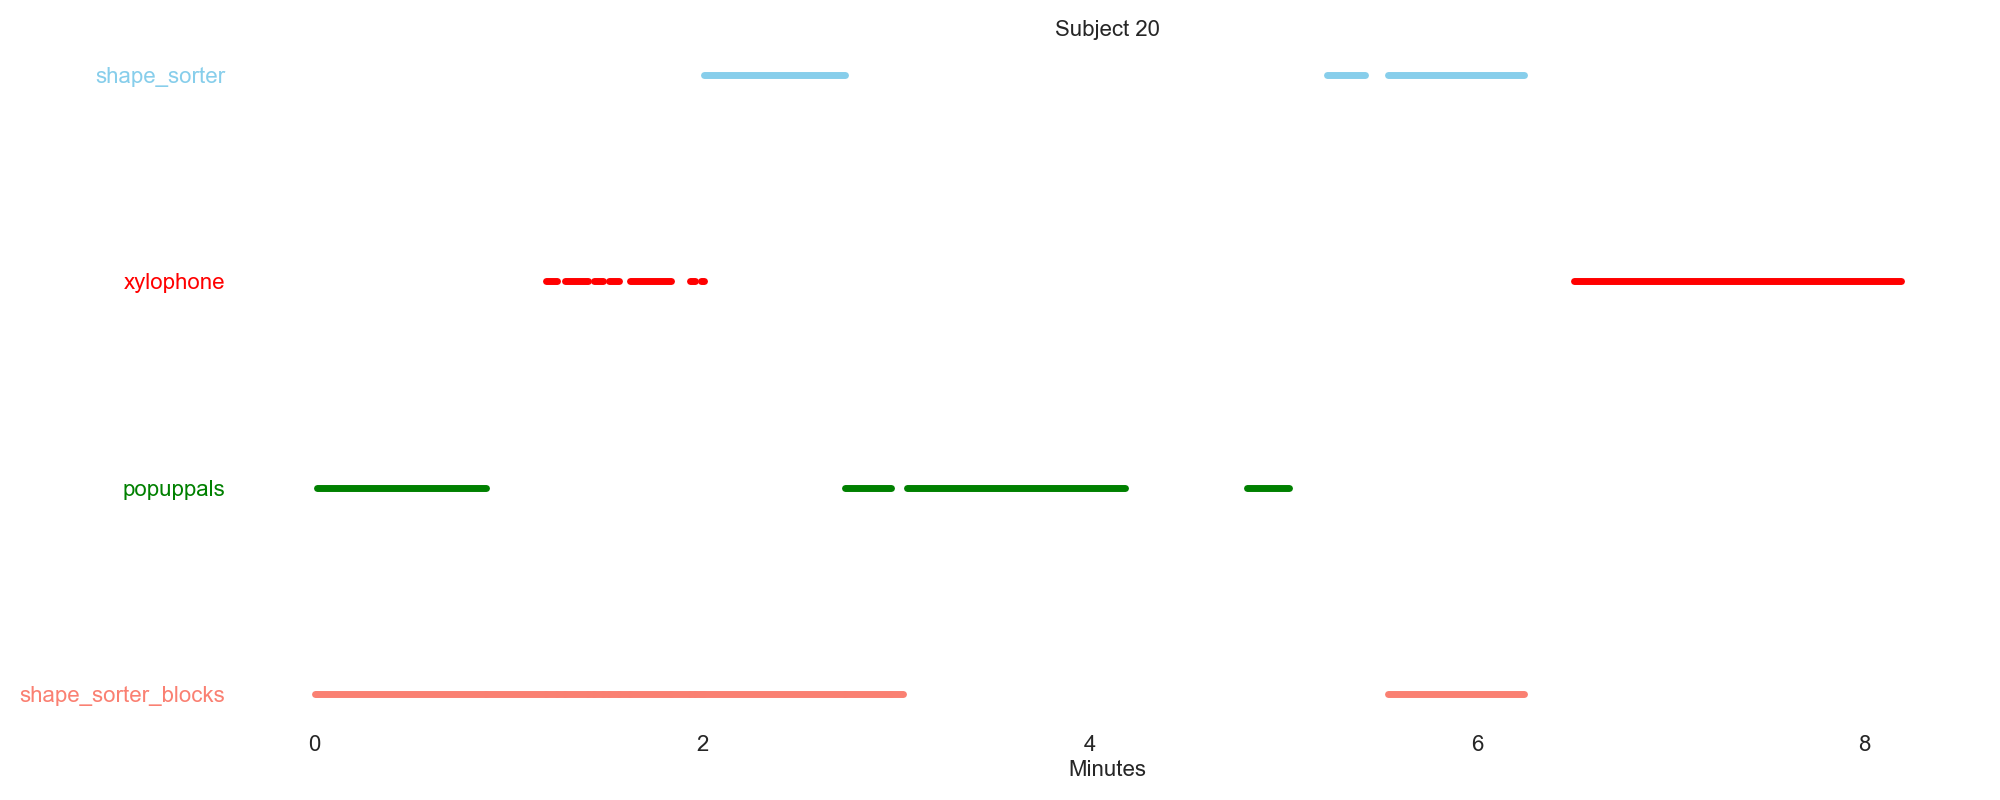 Subject 20
shape_sorter
xylophone
popuppals
shape_sorter_blocks
0 2 4 6 8
Minutes